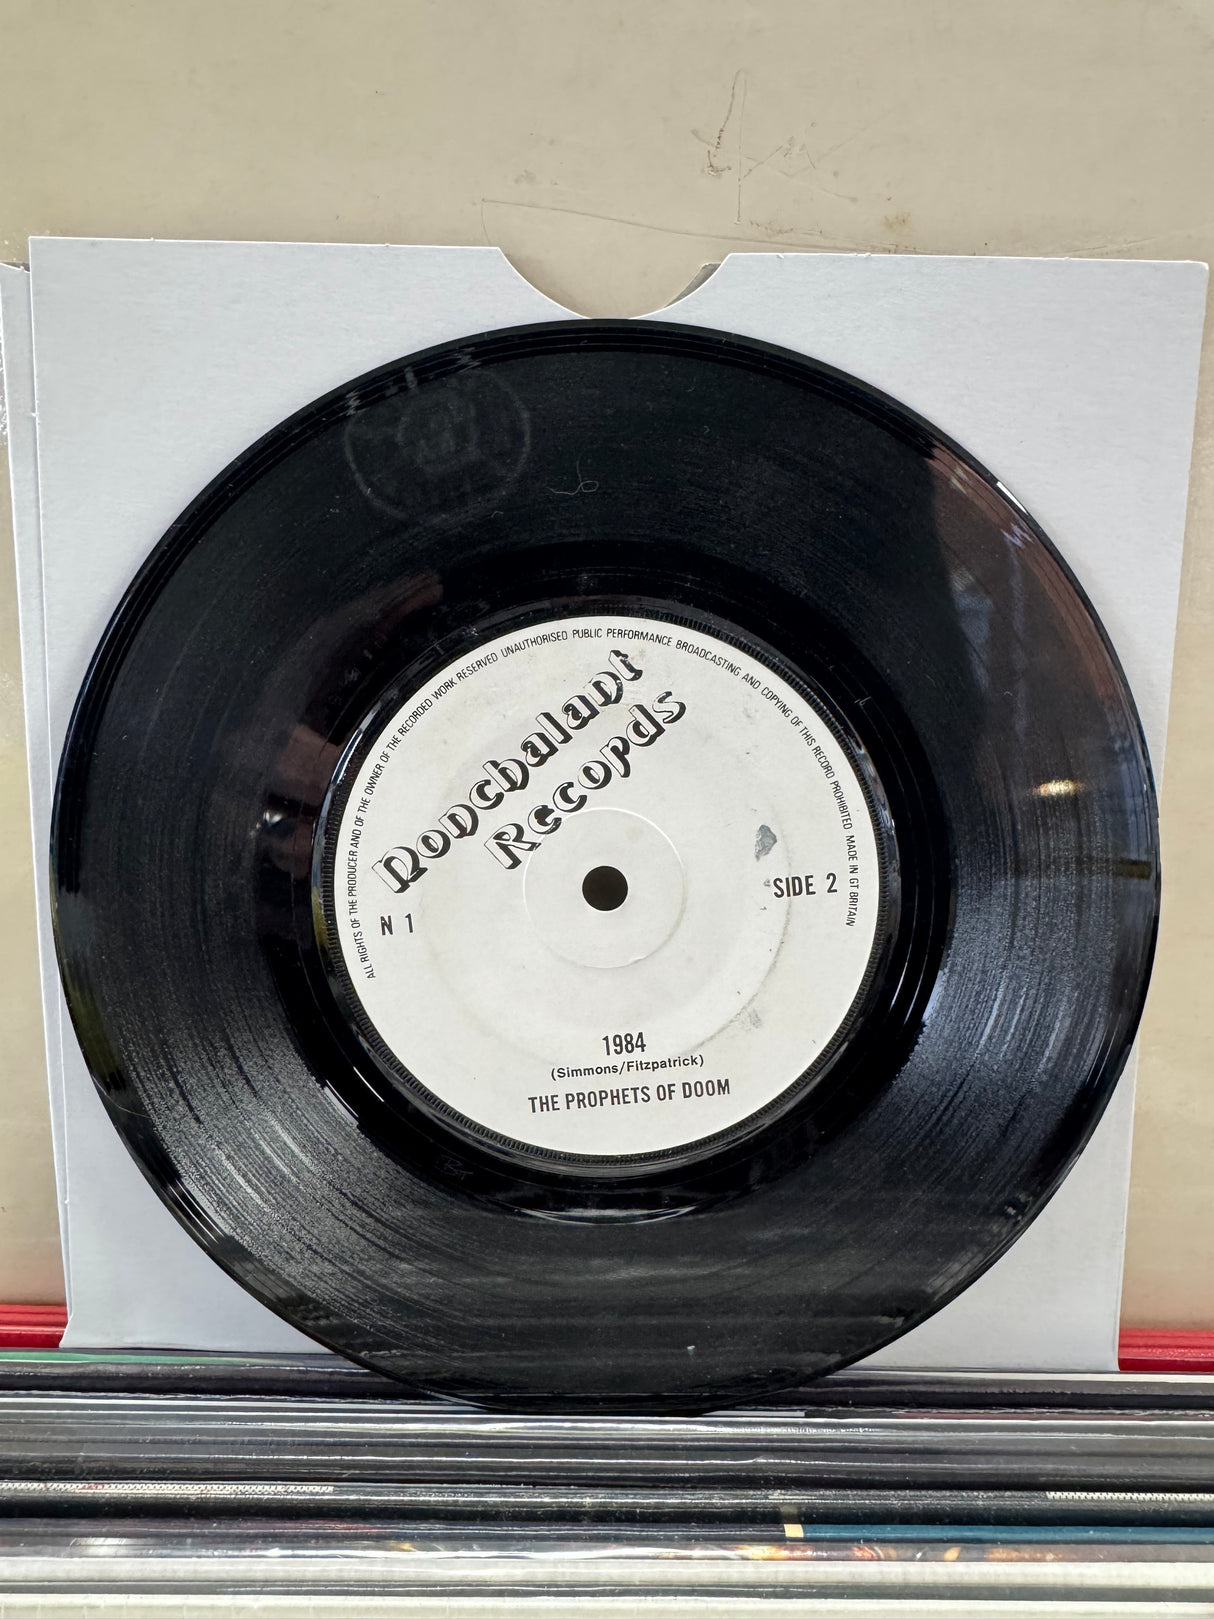 ALL RIGHTS OF THE PRODUCER AND OF THE OWNER OF THE RECORDED WORK RESERVED UNAUTHORISED PUBLIC PERFORMANCE BROADCASTING AND COPYING OF THIS RECORD PROHIBITED MADE IN GT BRITAIN
Nonchalant
Records
N 1
SIDE 2
1984
(Simmons/Fitzpatrick)
THE PROPHETS OF DOOM